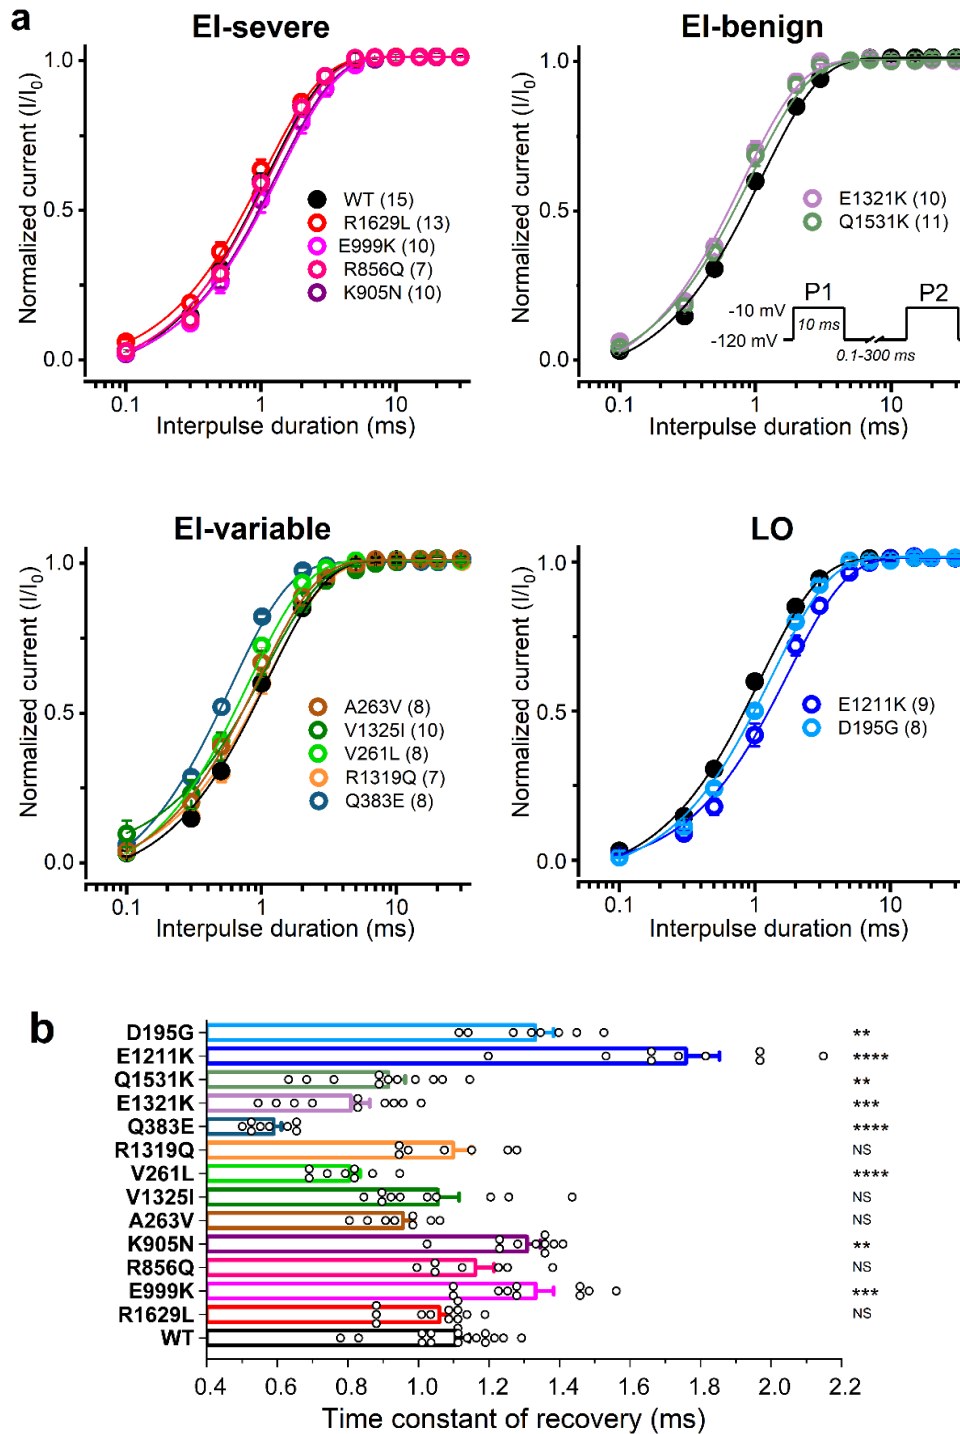 a
EI-severe
EI-benign
Normalized current (I/I0)
1.0
0.5
0.0
WT (15)
R1629L (13)
E999K (10)
R856Q (7)
K905N (10)
0.1
1
10
Interpulse duration (ms)
Normalized current (I/I0)
1.0
0.5
0.0
E1321K (10)
Q1531K (11)
P1
P2
-10 mV
10 ms
-120 mV
0.1-300 ms
0.1
1
10
Interpulse duration (ms)
EI-variable
LO
Normalized current (I/I0)
1.0
0.5
0.0
A263V (8)
V1325I (10)
V261L (8)
R1319Q (7)
Q383E (8)
0.1
1
10
Interpulse duration (ms)
Normalized current (I/I0)
1.0
0.5
0.0
E1211K (9)
D195G (8)
0.1
1
10
Interpulse duration (ms)
b
D195G **
E1211K ****
Q1531K **
E1321K ***
Q383E ****
R1319Q NS
V261L ****
V1325I NS
A263V NS
K905N **
R856Q NS
E999K ***
R1629L NS
WT
0.4 0.6 0.8 1.0 1.2 1.4 1.6 1.8 2.0 2.2
Time constant of recovery (ms)